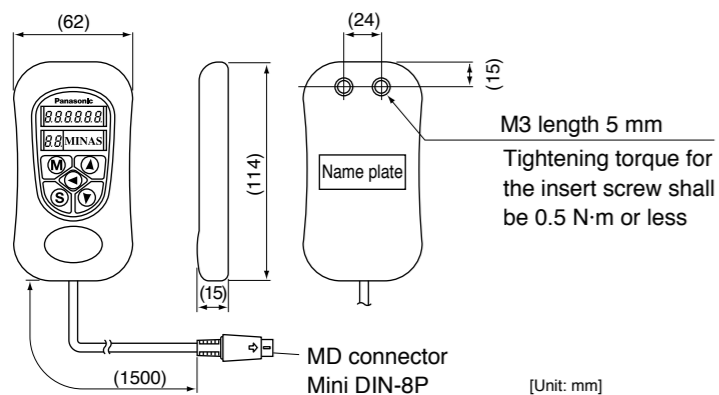 (62)
(24)
(15)
Panasonic
8.8.8.8.8.8.
8.8. MINAS
M
S
(114)
Name plate
M3 length 5 mm
Tightening torque for
the insert screw shall
be 0.5 N·m or less
(15)
(1500)
MD connector
Mini DIN-8P
[Unit: mm]